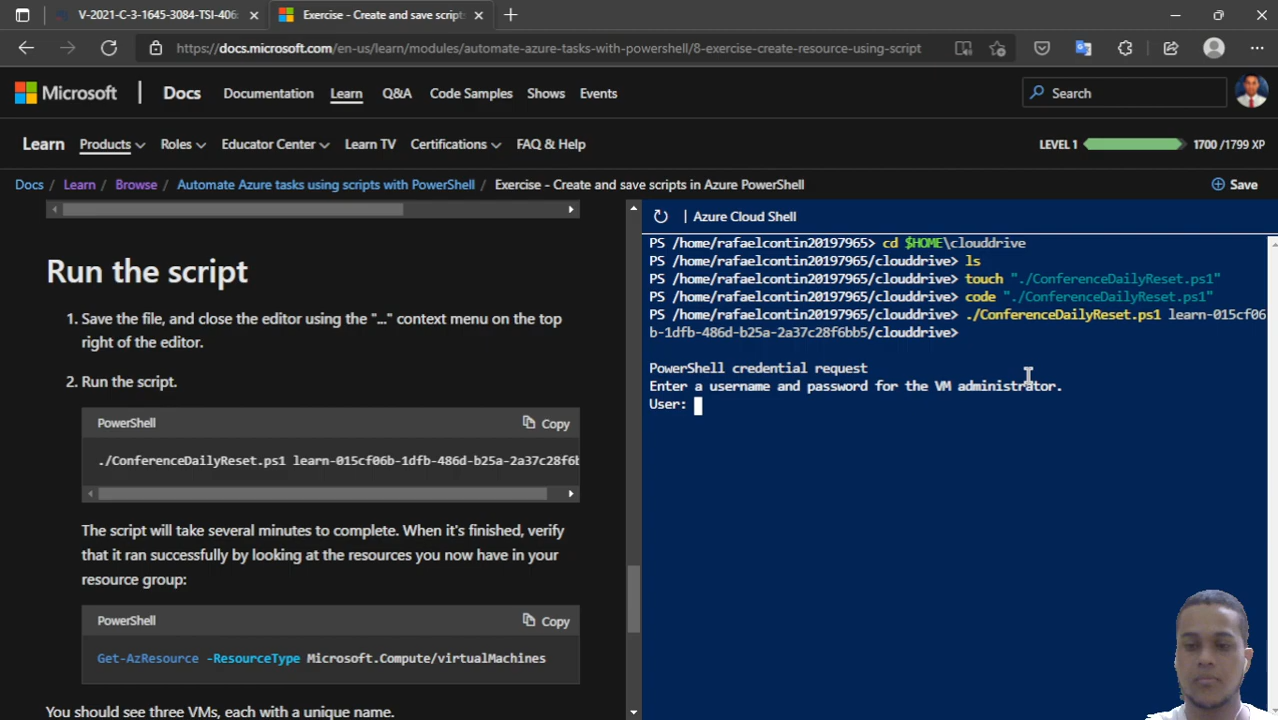 V-2021-C-3-1645-3084-TSI-406
Exercise - Create and save scripts
https://docs.microsoft.com/en-us/learn/modules/automate-azure-tasks-with-powershell/8-exercise-create-resource-using-script
Microsoft
Docs
Documentation
Learn
Q&A
Code Samples
Shows
Events
Search
Learn
Products
Roles
Educator Center
Learn TV
Certifications
FAQ & Help
LEVEL 1
1700 /1799 XP
Docs / Learn / Browse / Automate Azure tasks using scripts with PowerShell / Exercise - Create and save scripts in Azure PowerShell
Save
Run the script
1. Save the file, and close the editor using the "..." context menu on the top
right of the editor.
2. Run the script.
PowerShell
Copy
./ConferenceDailyReset.ps1 learn-015cf06b-1dfb-486d-b25a-2a37c28f6b
The script will take several minutes to complete. When it's finished, verify
that it ran successfully by looking at the resources you now have in your
resource group:
PowerShell
Copy
Get-AzResource -ResourceType Microsoft.Compute/virtualMachines
You should see three VMs, each with a unique name.
| Azure Cloud Shell
PS /home/rafaelcontin20197965> cd $HOME\clouddrive
PS /home/rafaelcontin20197965/clouddrive> ls
PS /home/rafaelcontin20197965/clouddrive> touch "./ConferenceDailyReset.ps1"
PS /home/rafaelcontin20197965/clouddrive> code "./ConferenceDailyReset.ps1"
PS /home/rafaelcontin20197965/clouddrive> ./ConferenceDailyReset.ps1 learn-015cf06
b-1dfb-486d-b25a-2a37c28f6bb5/clouddrive>
PowerShell credential request
Enter a username and password for the VM administrator.
User: